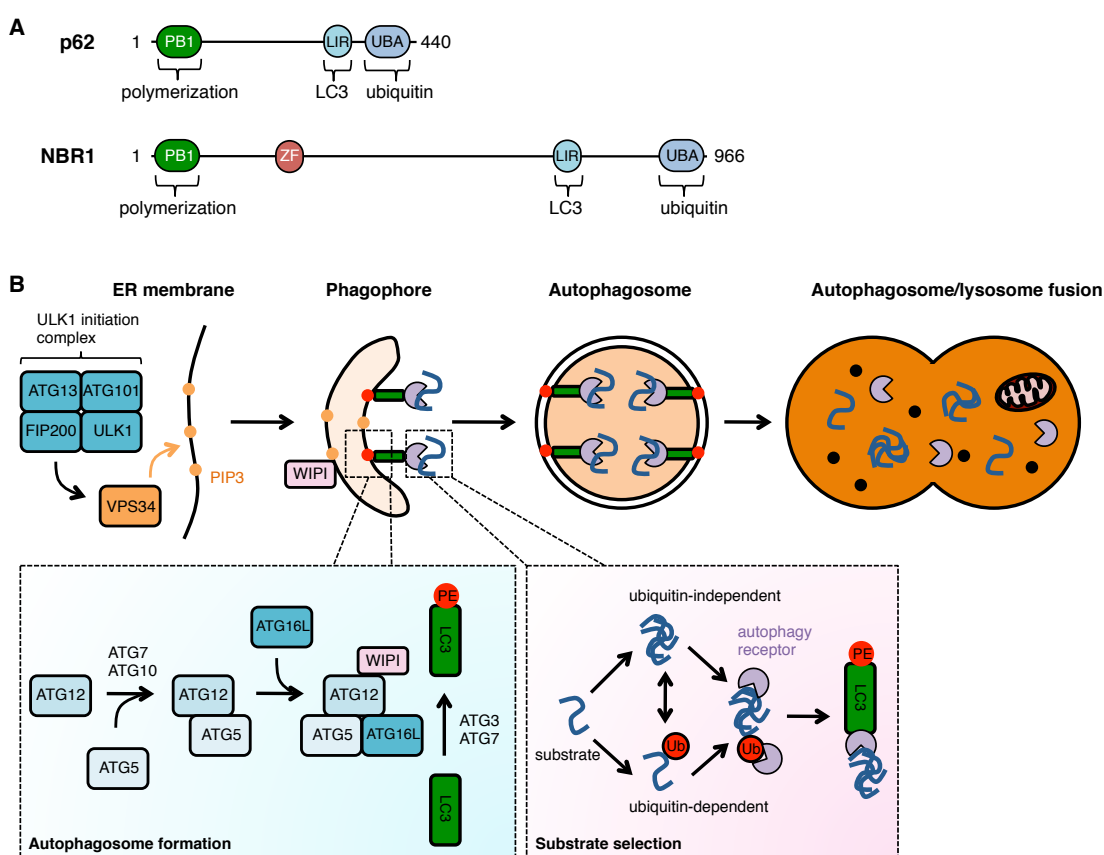 A
p62
1
PB1
LIR
UBA
440
polymerization
LC3
ubiquitin
NBR1
1
PB1
ZF
LIR
UBA
966
polymerization
LC3
ubiquitin
B
ER membrane
Phagophore
Autophagosome
Autophagosome/lysosome fusion
ULK1 initiation
complex
ATG13
ATG101
FIP200
ULK1
VPS34
PIP3
WIPI
ATG12
ATG7
ATG10
ATG5
ATG12
ATG5
ATG16L
WIPI
ATG12
ATG5
ATG16L
PE
LC3
ATG3
ATG7
LC3
Autophagosome formation
ubiquitin-independent
autophagy
receptor
substrate
Ub
Ub
ubiquitin-dependent
PE
LC3
Substrate selection